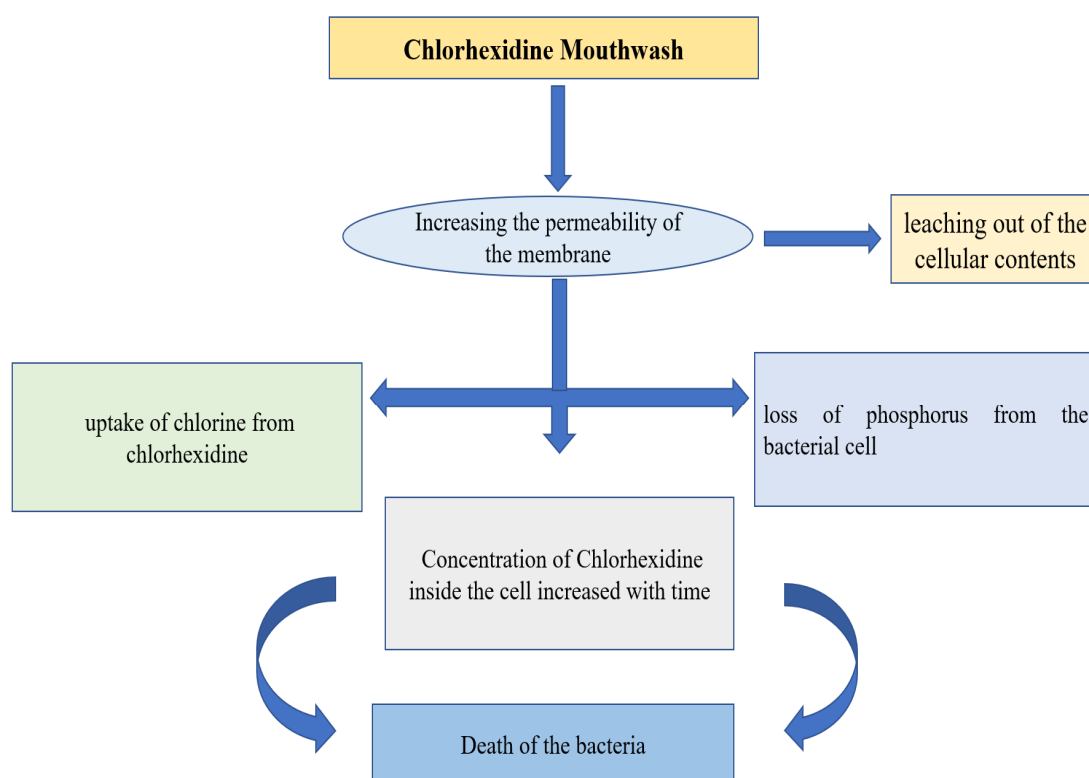 Chlorhexidine Mouthwash
Increasing the permeability of
the membrane
leaching out of the
cellular contents
uptake of chlorine from
chlorhexidine
loss of phosphorus from the
bacterial cell
Concentration of Chlorhexidine
inside the cell increased with time
Death of the bacteria